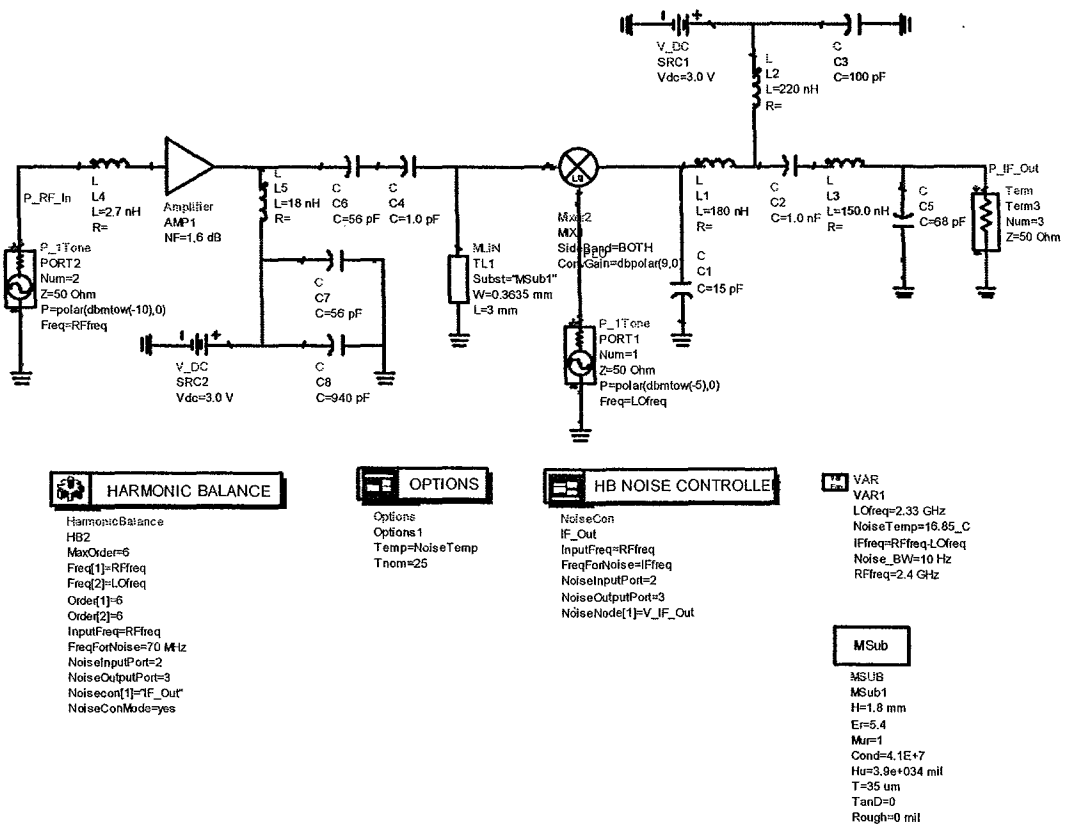 V_DC
SRC1
Vdc=3.0 V
L
L2
L=220 nH
R=
C
C3
C=100 pF
P_RF_In
L
L4
L=2.7 nH
R=
Amplifier
AMP1
NF=1.6 dB
L
L5
L=18 nH
R=
C
C6
C=56 pF
C
C4
C=1.0 pF
Mixer2
MIX1
SideBand=BOTH
ConvGain=dbpolar(9,0)
L
L1
L=180 nH
R=
C
C2
C=1.0 nF
L
L3
L=150.0 nH
R=
C
C5
C=68 pF
P_IF_Out
Term
Term3
Num=3
Z=50 Ohm
P_1Tone
PORT2
Num=2
Z=50 Ohm
P=polar(dbmtow(-10),0)
Freq=RFfreq
MLIN
TL1
Subst="MSub1"
W=0.3635 mm
L=3 mm
C
C7
C=56 pF
C
C1
C=15 pF
V_DC
SRC2
Vdc=3.0 V
C
C8
C=940 pF
P_1Tone
PORT1
Num=1
Z=50 Ohm
P=polar(dbmtow(-5),0)
Freq=LOfreq
HARMONIC BALANCE
HarmonicBalance
HB2
MaxOrder=6
Freq[1]=RFfreq
Freq[2]=LOfreq
Order[1]=6
Order[2]=6
InputFreq=RFfreq
FreqForNoise=70 MHz
NoiseInputPort=2
NoiseOutputPort=3
Noisecon[1]="IF_Out"
NoiseConMode=yes
OPTIONS
Options
Options1
Temp=NoiseTemp
Tnom=25
HB NOISE CONTROLLE
NoiseCon
IF_Out
InputFreq=RFfreq
FreqForNoise=IFfreq
NoiseInputPort=2
NoiseOutputPort=3
NoiseNode[1]=V_IF_Out
VAR
VAR1
LOfreq=2.33 GHz
NoiseTemp=16.85_C
IFfreq=RFfreq-LOfreq
Noise_BW=10 Hz
RFfreq=2.4 GHz
MSub
MSUB
MSub1
H=1.8 mm
Er=5.4
Mur=1
Cond=4.1E+7
Hu=3.9e+034 mil
T=35 um
TanD=0
Rough=0 mil